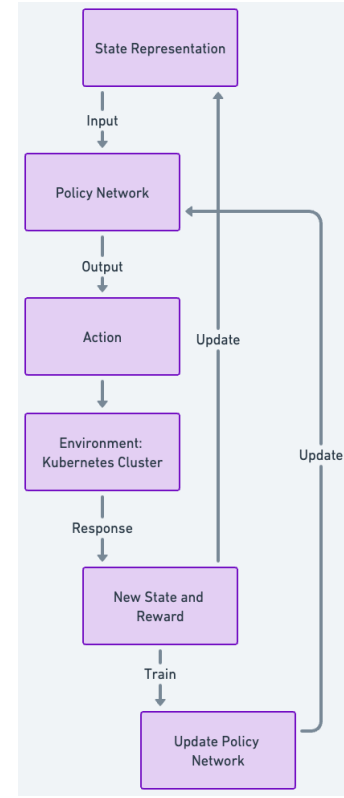 State Representation
Input
Policy Network
Output
Action
Update
Environment:
Kubernetes Cluster
Update
Response
New State and
Reward
Train
Update Policy
Network